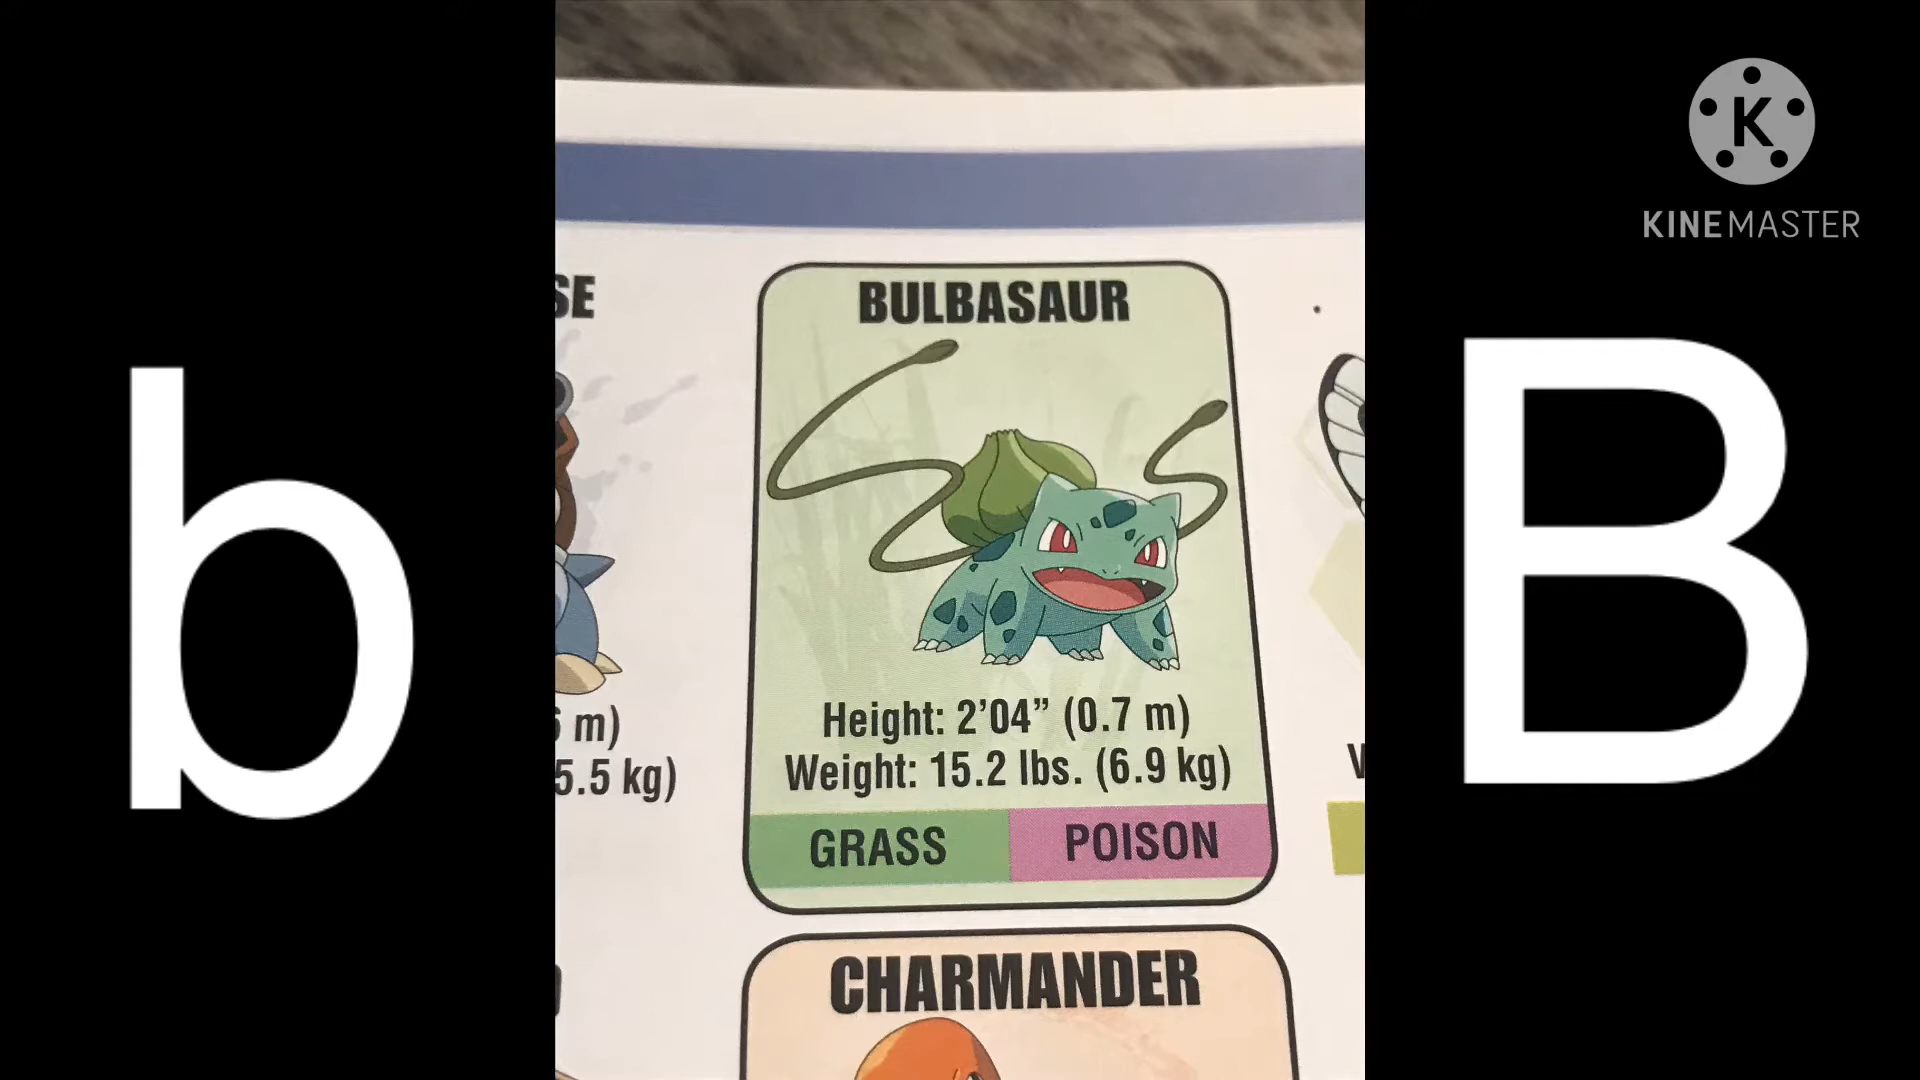 b
B
K
KINEMASTER
SE
BULBASAUR
m)
5.5 kg)
Height: 2’04” (0.7 m)
Weight: 15.2 lbs. (6.9 kg)
GRASS POISON
CHARMANDER